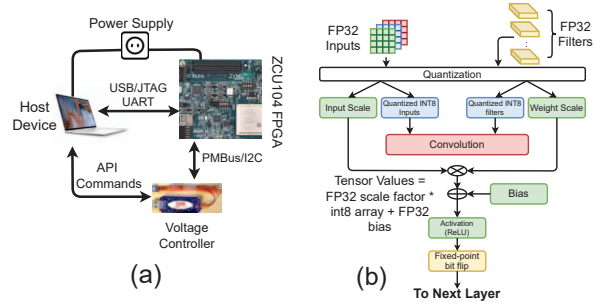 Power Supply
USB/JTAG
UART
ZCU104 FPGA
Host
Device
API
Commands
PMBus/I2C
Voltage
Controller
(a)
FP32
Inputs
FP32
Filters
Quantization
Input Scale
Quantized INT8
Inputs
Quantized INT8
filters
Weight Scale
Convolution
Tensor Values =
FP32 scale factor *
int8 array + FP32
bias
Bias
Activation
(ReLU)
Fixed-point
bit flip
To Next Layer
(b)